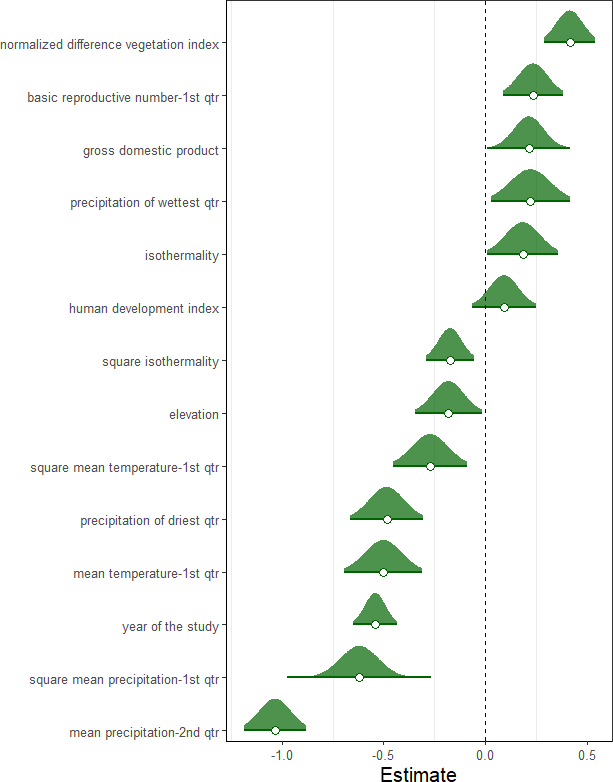 normalized difference vegetation index
basic reproductive number-1st qtr
gross domestic product
precipitation of wettest qtr
isothermality
human development index
square isothermality
elevation
square mean temperature-1st qtr
precipitation of driest qtr
mean temperature-1st qtr
year of the study
square mean precipitation-1st qtr
mean precipitation-2nd qtr
-1.0 -0.5 0.0 0.5
Estimate